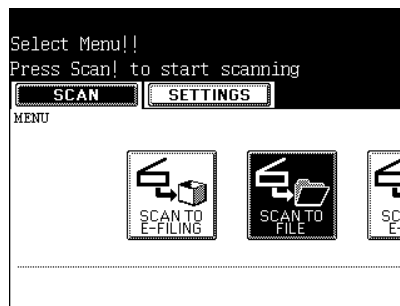 Select Menu!!
Press Scan! to start scanning
SCAN SETTINGS
MENU
SCAN TO
E-FILING
SCAN TO
FILE